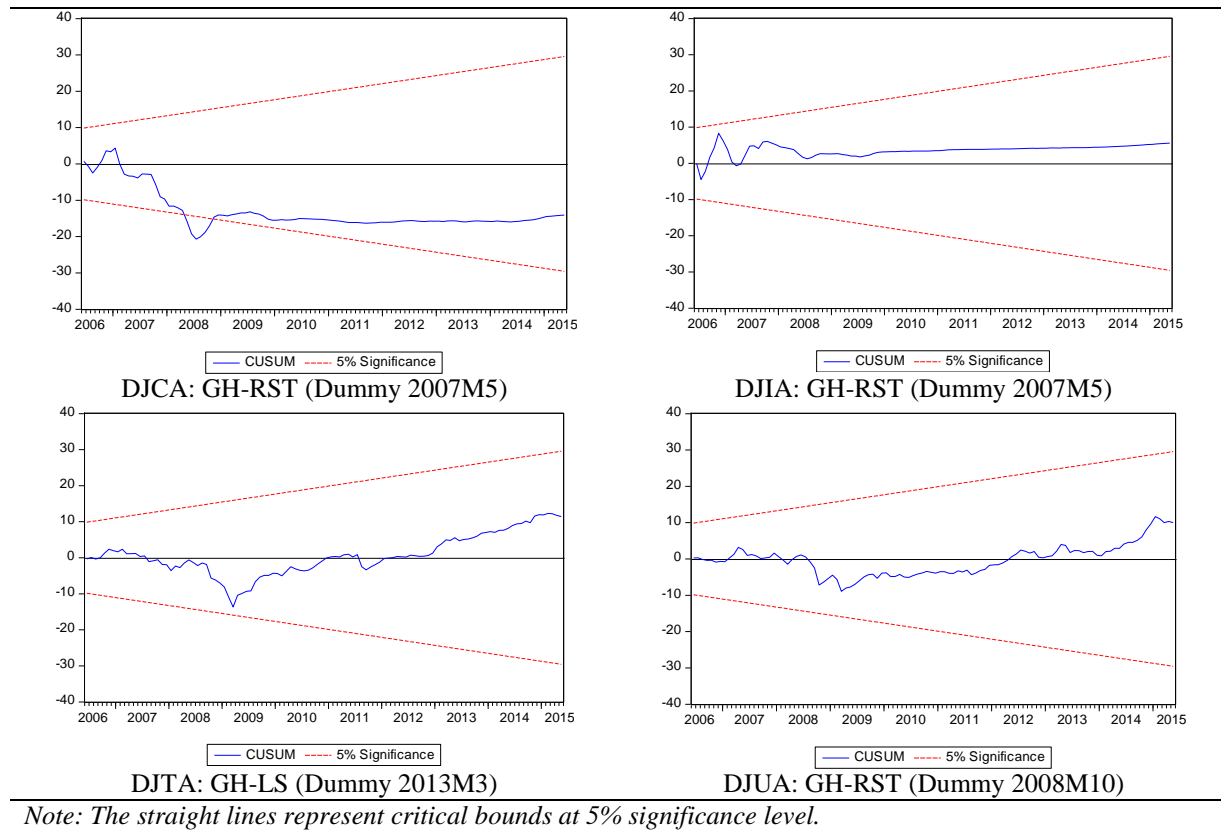 40
30
20
10
0
-10
-20
-30
-40
2006 2007 2008 2009 2010 2011 2012 2013 2014 2015
CUSUM 5% Significance
DJCA: GH-RST (Dummy 2007M5)
40
30
20
10
0
-10
-20
-30
-40
2006 2007 2008 2009 2010 2011 2012 2013 2014 2015
CUSUM 5% Significance
DJIA: GH-RST (Dummy 2007M5)
40
30
20
10
0
-10
-20
-30
-40
2006 2007 2008 2009 2010 2011 2012 2013 2014 2015
CUSUM 5% Significance
DJTA: GH-LS (Dummy 2013M3)
40
30
20
10
0
-10
-20
-30
-40
2006 2007 2008 2009 2010 2011 2012 2013 2014 2015
CUSUM 5% Significance
DJUA: GH-RST (Dummy 2008M10)
Note: The straight lines represent critical bounds at 5% significance level.